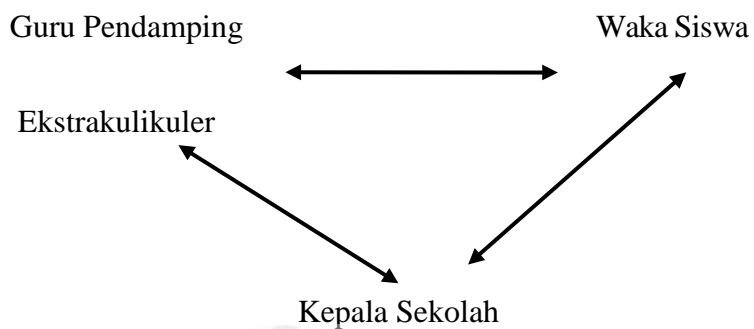 Guru Pendamping
Waka Siswa
Ekstrakulikuler
Kepala Sekolah